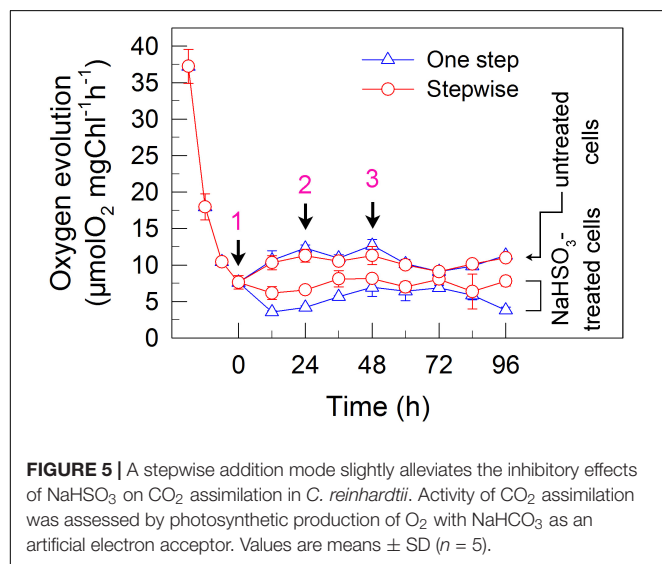 40
35
30
25
20
15
10
5
0
Oxygen evolution
(µmolO₂ mgChl⁻¹h⁻¹)
One step
Stepwise
1
2
3
untreated
cells
NaHSO₃-
treated cells
0 24 48 72 96
Time (h)
FIGURE 5 | A stepwise addition mode slightly alleviates the inhibitory effects
of NaHSO₃ on CO₂ assimilation in C. reinhardtii. Activity of CO₂ assimilation
was assessed by photosynthetic production of O₂ with NaHCO₃ as an
artificial electron acceptor. Values are means ± SD (n = 5).